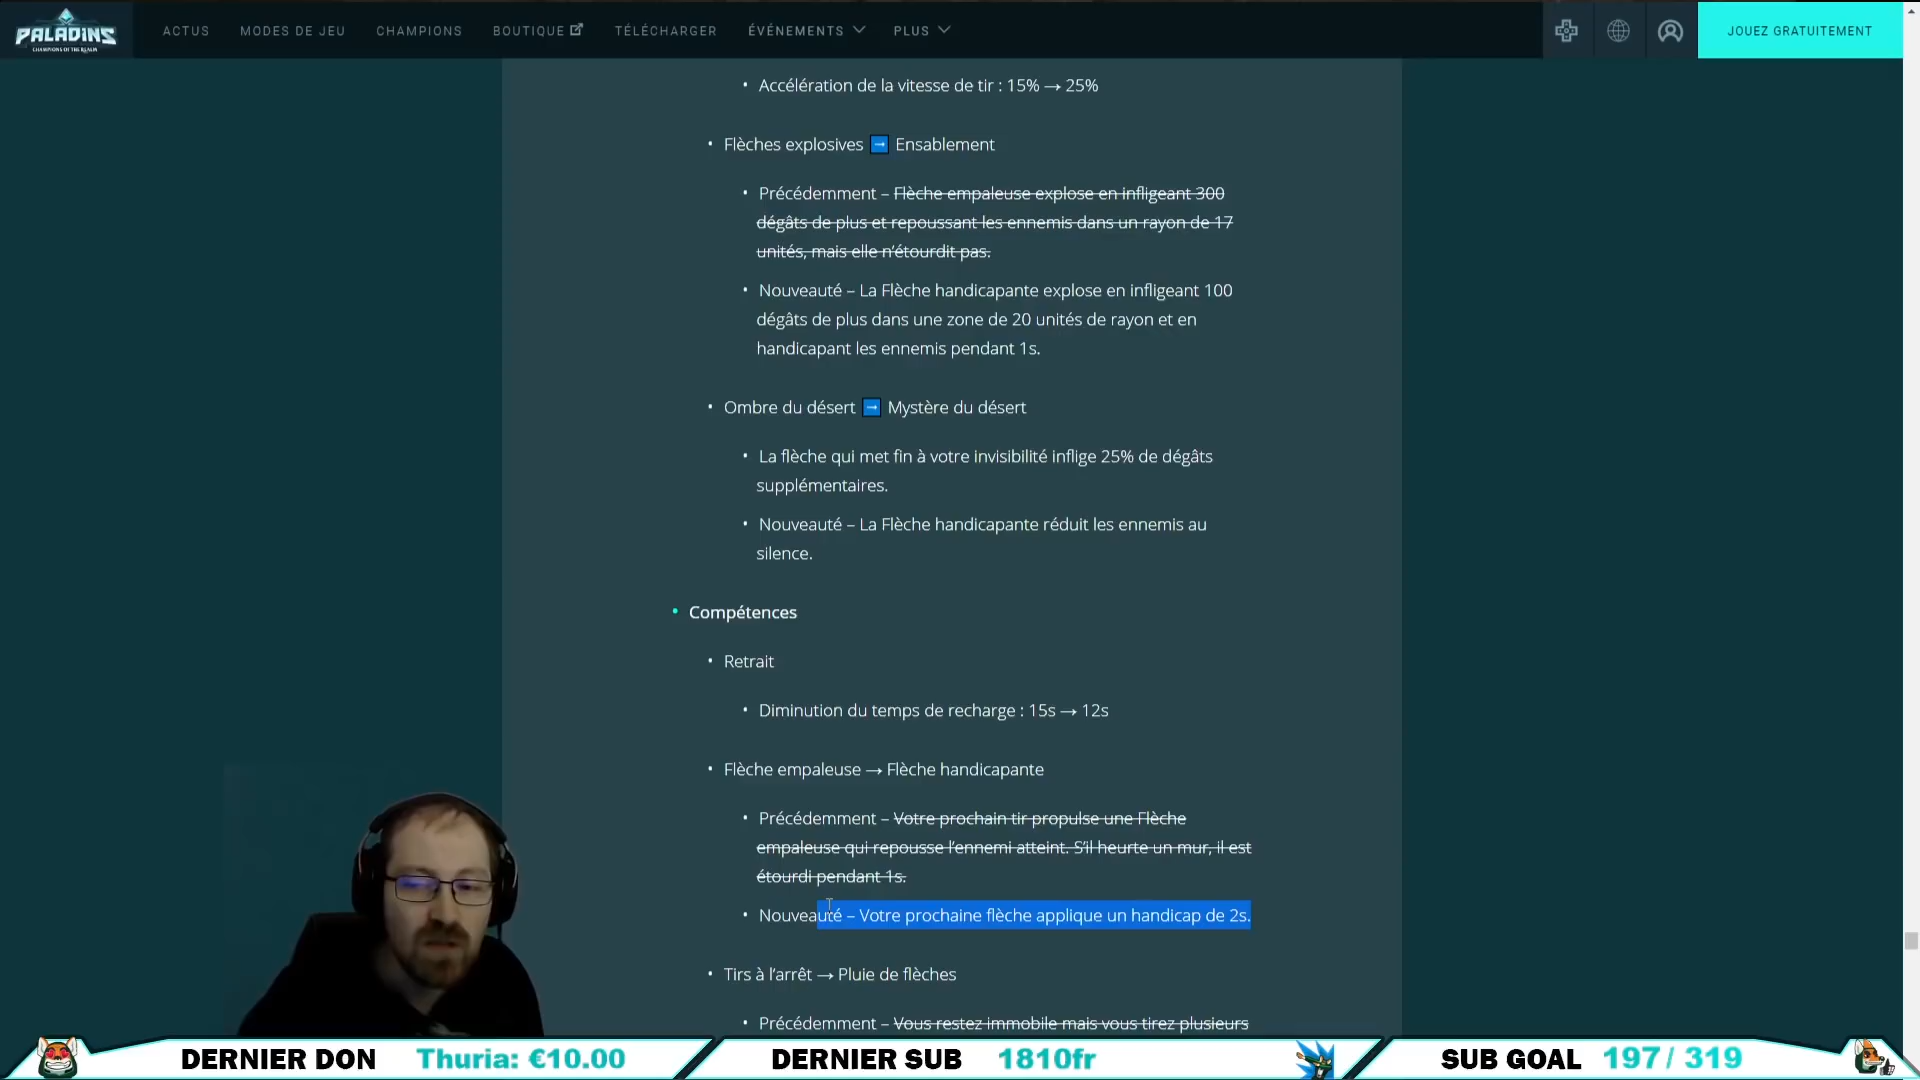 PALADINS
CHAMPIONS OF THE REALM
ACTUS
MODES DE JEU
CHAMPIONS
BOUTIQUE
TÉLÉCHARGER
ÉVÉNEMENTS
PLUS
JOUEZ GRATUITEMENT
• Accélération de la vitesse de tir : 15% → 25%
• Flèches explosives ➡ Ensablement
• Précédemment – Flèche empaleuse explose en infligeant 300
dégâts de plus et repoussant les ennemis dans un rayon de 17
unités, mais elle n’étourdit pas.
• Nouveauté – La Flèche handicapante explose en infligeant 100
dégâts de plus dans une zone de 20 unités de rayon et en
handicapant les ennemis pendant 1s.
• Ombre du désert ➡ Mystère du désert
• La flèche qui met fin à votre invisibilité inflige 25% de dégâts
supplémentaires.
• Nouveauté – La Flèche handicapante réduit les ennemis au
silence.
• Compétences
• Retrait
• Diminution du temps de recharge : 15s → 12s
• Flèche empaleuse → Flèche handicapante
• Précédemment – Votre prochain tir propulse une Flèche
empaleuse qui repousse l’ennemi atteint. S’il heurte un mur, il est
étourdi pendant 1s.
• Nouveauté – Votre prochaine flèche applique un handicap de 2s.
• Tirs à l’arrêt → Pluie de flèches
• Précédemment – Vous restez immobile mais vous tirez plusieurs
DERNIER DON Thuria: €10.00
DERNIER SUB 1810fr
SUB GOAL 197 / 319